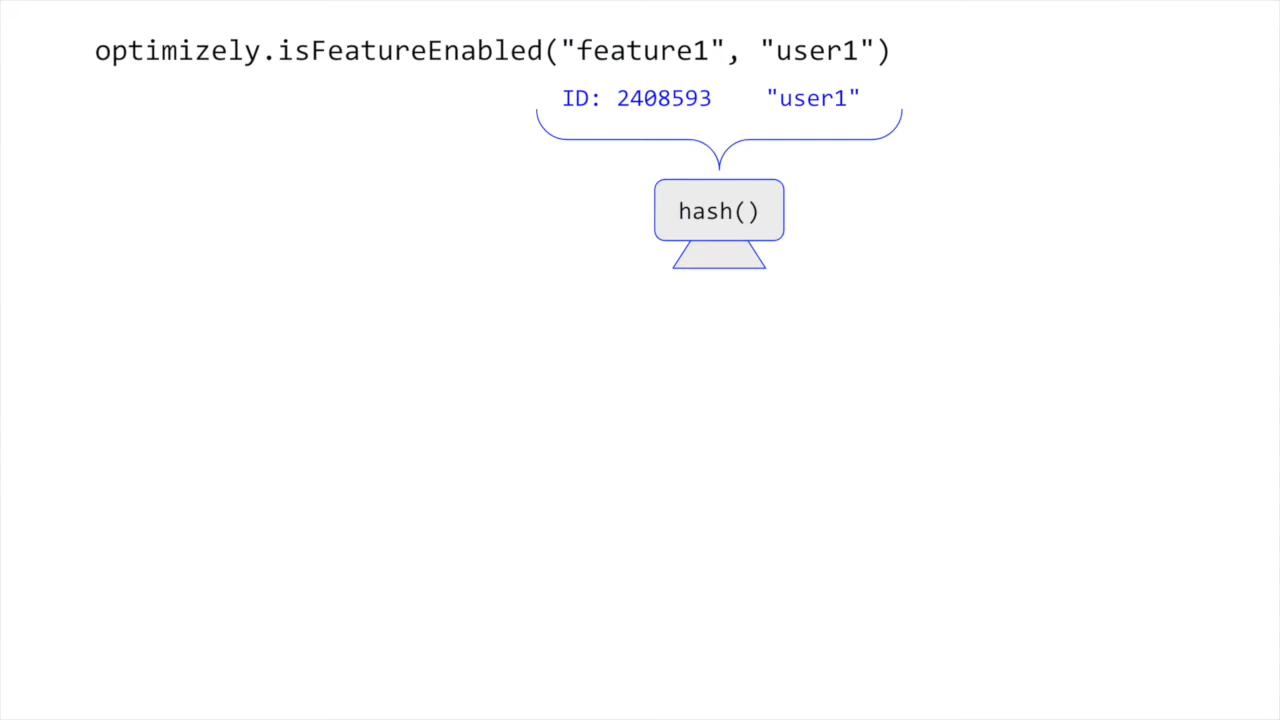 optimizely.isFeatureEnabled("feature1", "user1")
ID: 2408593 "user1"
hash()